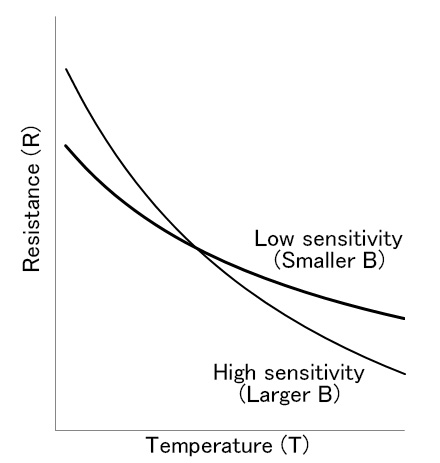 Resistance (R)
Low sensitivity
(Smaller B)
High sensitivity
(Larger B)
Temperature (T)